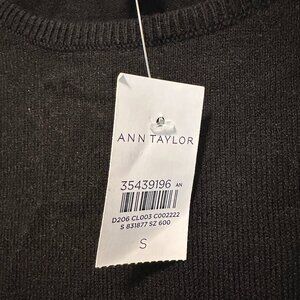 ANN TAYLOR
35439196 AN
D206 CL003 C002222
S 831877 SZ 600
S